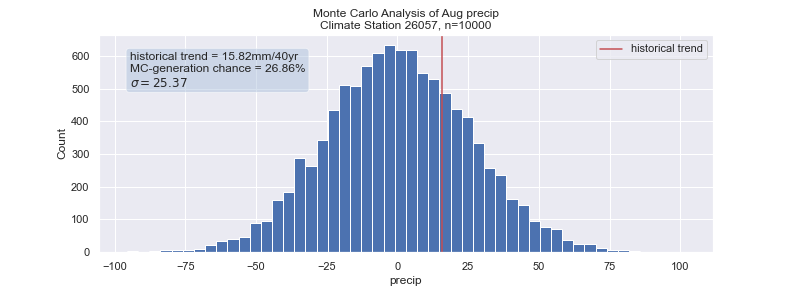 Monte Carlo Analysis of Aug precip
Climate Station 26057, n=10000
historical trend = 15.82mm/40yr
MC-generation chance = 26.86%
σ = 25.37
historical trend
Count
600
500
400
300
200
100
0
−100 −75 −50 −25 0 25 50 75 100
precip